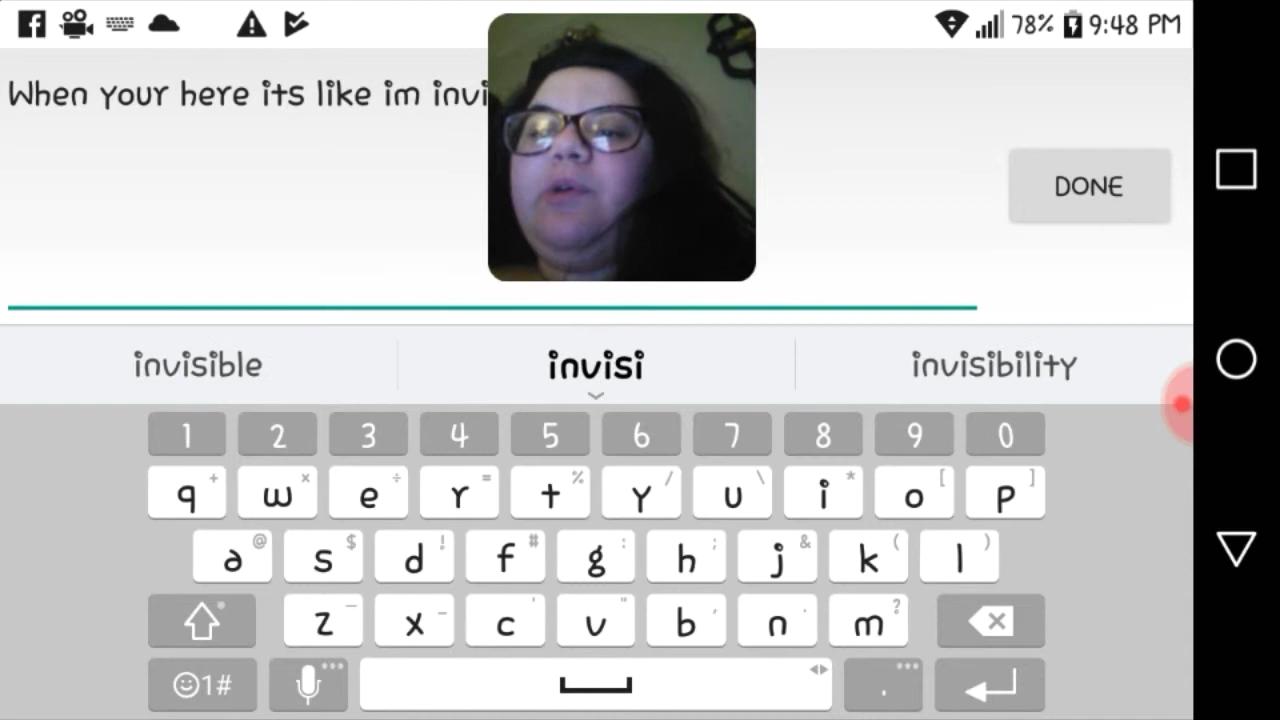 78% 9:48 PM
When your here its like im invi
DONE
invisible invisi invisibility
1 2 3 4 5 6 7 8 9 0
q + w × e ÷ r = t % y / u \ i * o [ p ]
a @ s $ d ! f # g : h ; j & k ( l )
z x c ' v " b n m ?
1# .